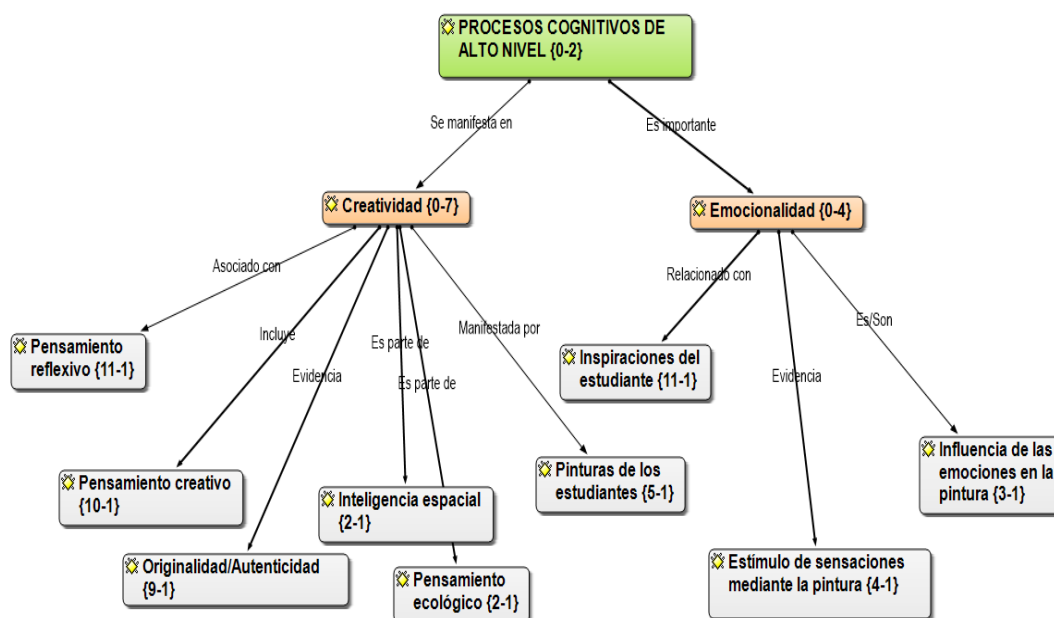 PROCESOS COGNITIVOS DE
ALTO NIVEL {0-2}
Se manifesta en
Es importante
Creatividad {0-7}
Emocionalidad {0-4}
Asociado con
Relacionado con
Incluye
Es parte de
Manifestada por
Es/Son
Pensamiento
reflexivo {11-1}
Inspiraciones del
estudiante {11-1}
Evidencia
Es parte de
Evidencia
Pensamiento creativo
{10-1}
Inteligencia espacial
{2-1}
Pinturas de los
estudiantes {5-1}
Influencia de las
emociones en la
pintura {3-1}
Originalidad/Autenticidad
{9-1}
Pensamiento
ecológico {2-1}
Estímulo de sensaciones
mediante la pintura {4-1}